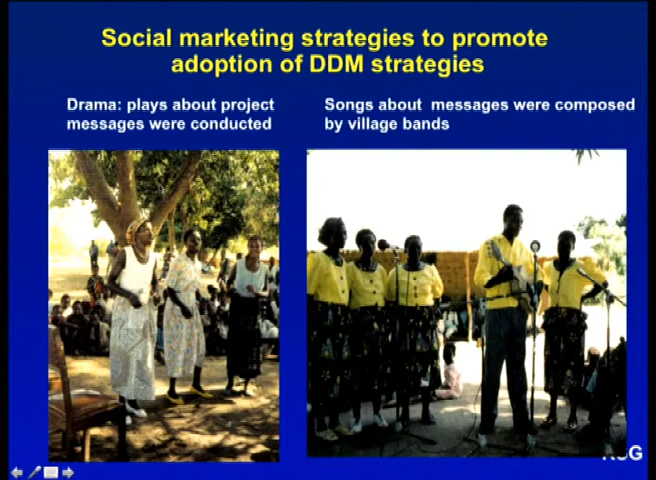 Social marketing strategies to promote
adoption of DDM strategies
Drama: plays about project
messages were conducted
Songs about messages were composed
by village bands